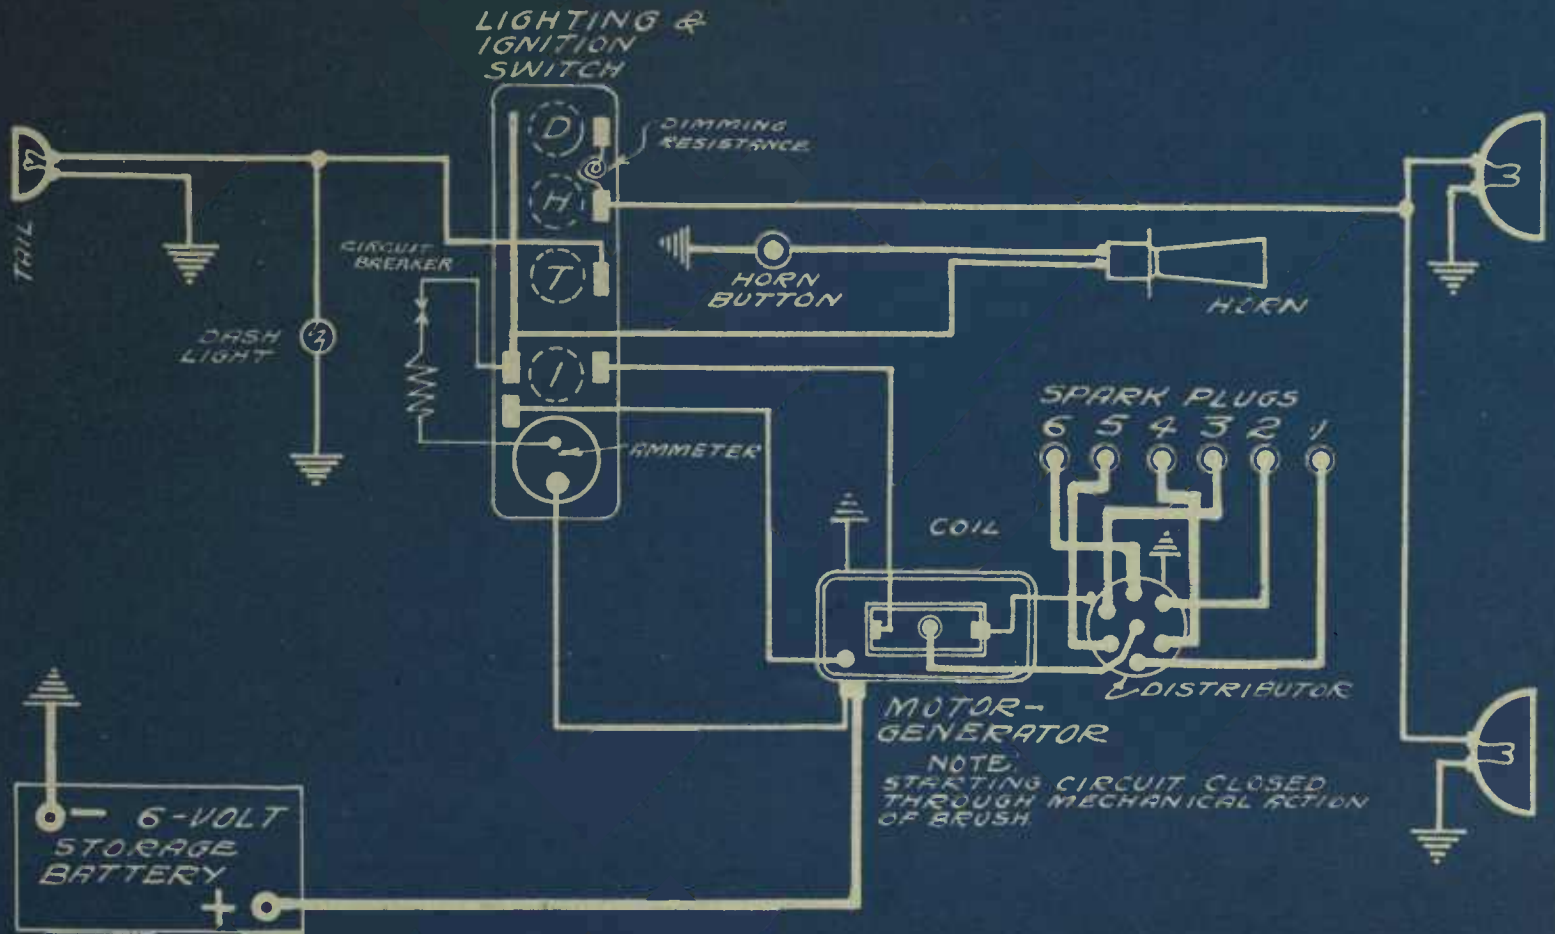 LIGHTING &
IGNITION
SWITCH
D
DIMMING
RESISTANCE
H
TAIL
CIRCUIT
BREAKER
T
HORN
BUTTON
HORN
DASH
LIGHT
I
SPARK PLUGS
6 5 4 3 2 1
AMMETER
COIL
DISTRIBUTOR
MOTOR-
GENERATOR
NOTE.
STARTING CIRCUIT CLOSED
THROUGH MECHANICAL ACTION
OF BRUSH
- 6-VOLT
STORAGE
BATTERY
+